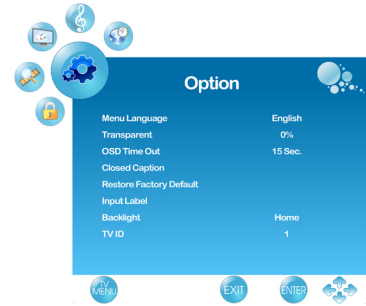 Option
Menu Language English
Transparent 0%
OSD Time Out 15 Sec.
Closed Caption
Restore Factory Default
Input Label
Backlight Home
TV ID 1
TV
MENU
EXIT
ENTER